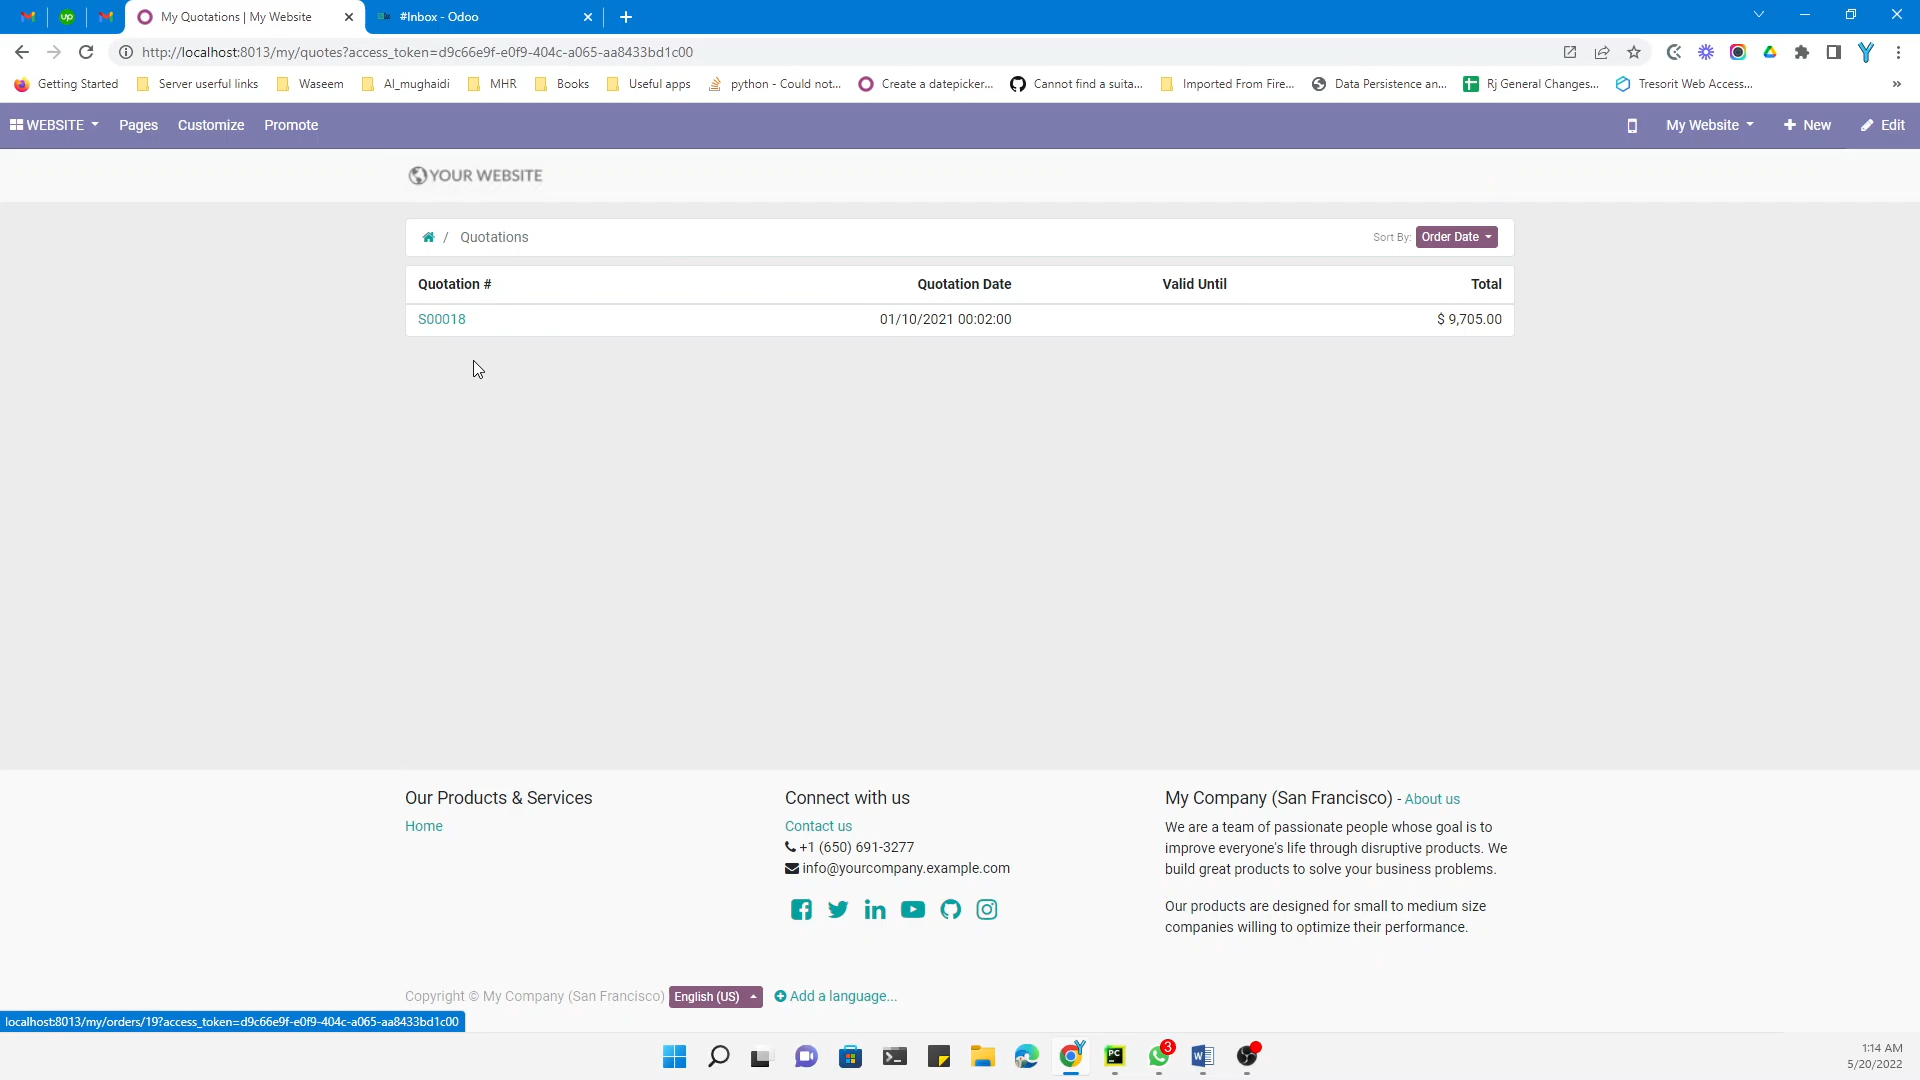 My Quotations | My Website
#Inbox - Odoo
http://localhost:8013/my/quotes?access_token=d9c66e9f-e0f9-404c-a065-aa8433bd1c00
Getting Started
Server userful links
Waseem
Al_mughaidi
MHR
Books
Useful apps
python - Could not...
Create a datepicker...
Cannot find a suita...
Imported From Fire...
Data Persistence an...
Rj General Changes...
Tresorit Web Access...
»
WEBSITE
Pages
Customize
Promote
My Website
New
Edit
YOUR WEBSITE
/ Quotations
Sort By: Order Date
Quotation # Quotation Date Valid Until Total
S00018 01/10/2021 00:02:00 $ 9,705.00
Our Products & Services
Home
Connect with us
Contact us
+1 (650) 691-3277
info@yourcompany.example.com
My Company (San Francisco) - About us
We are a team of passionate people whose goal is to
improve everyone's life through disruptive products. We
build great products to solve your business problems.
Our products are designed for small to medium size
companies willing to optimize their performance.
Copyright © My Company (San Francisco) English (US) Add a language...
localhost:8013/my/orders/19?access_token=d9c66e9f-e0f9-404c-a065-aa8433bd1c00
3
1:14 AM
5/20/2022